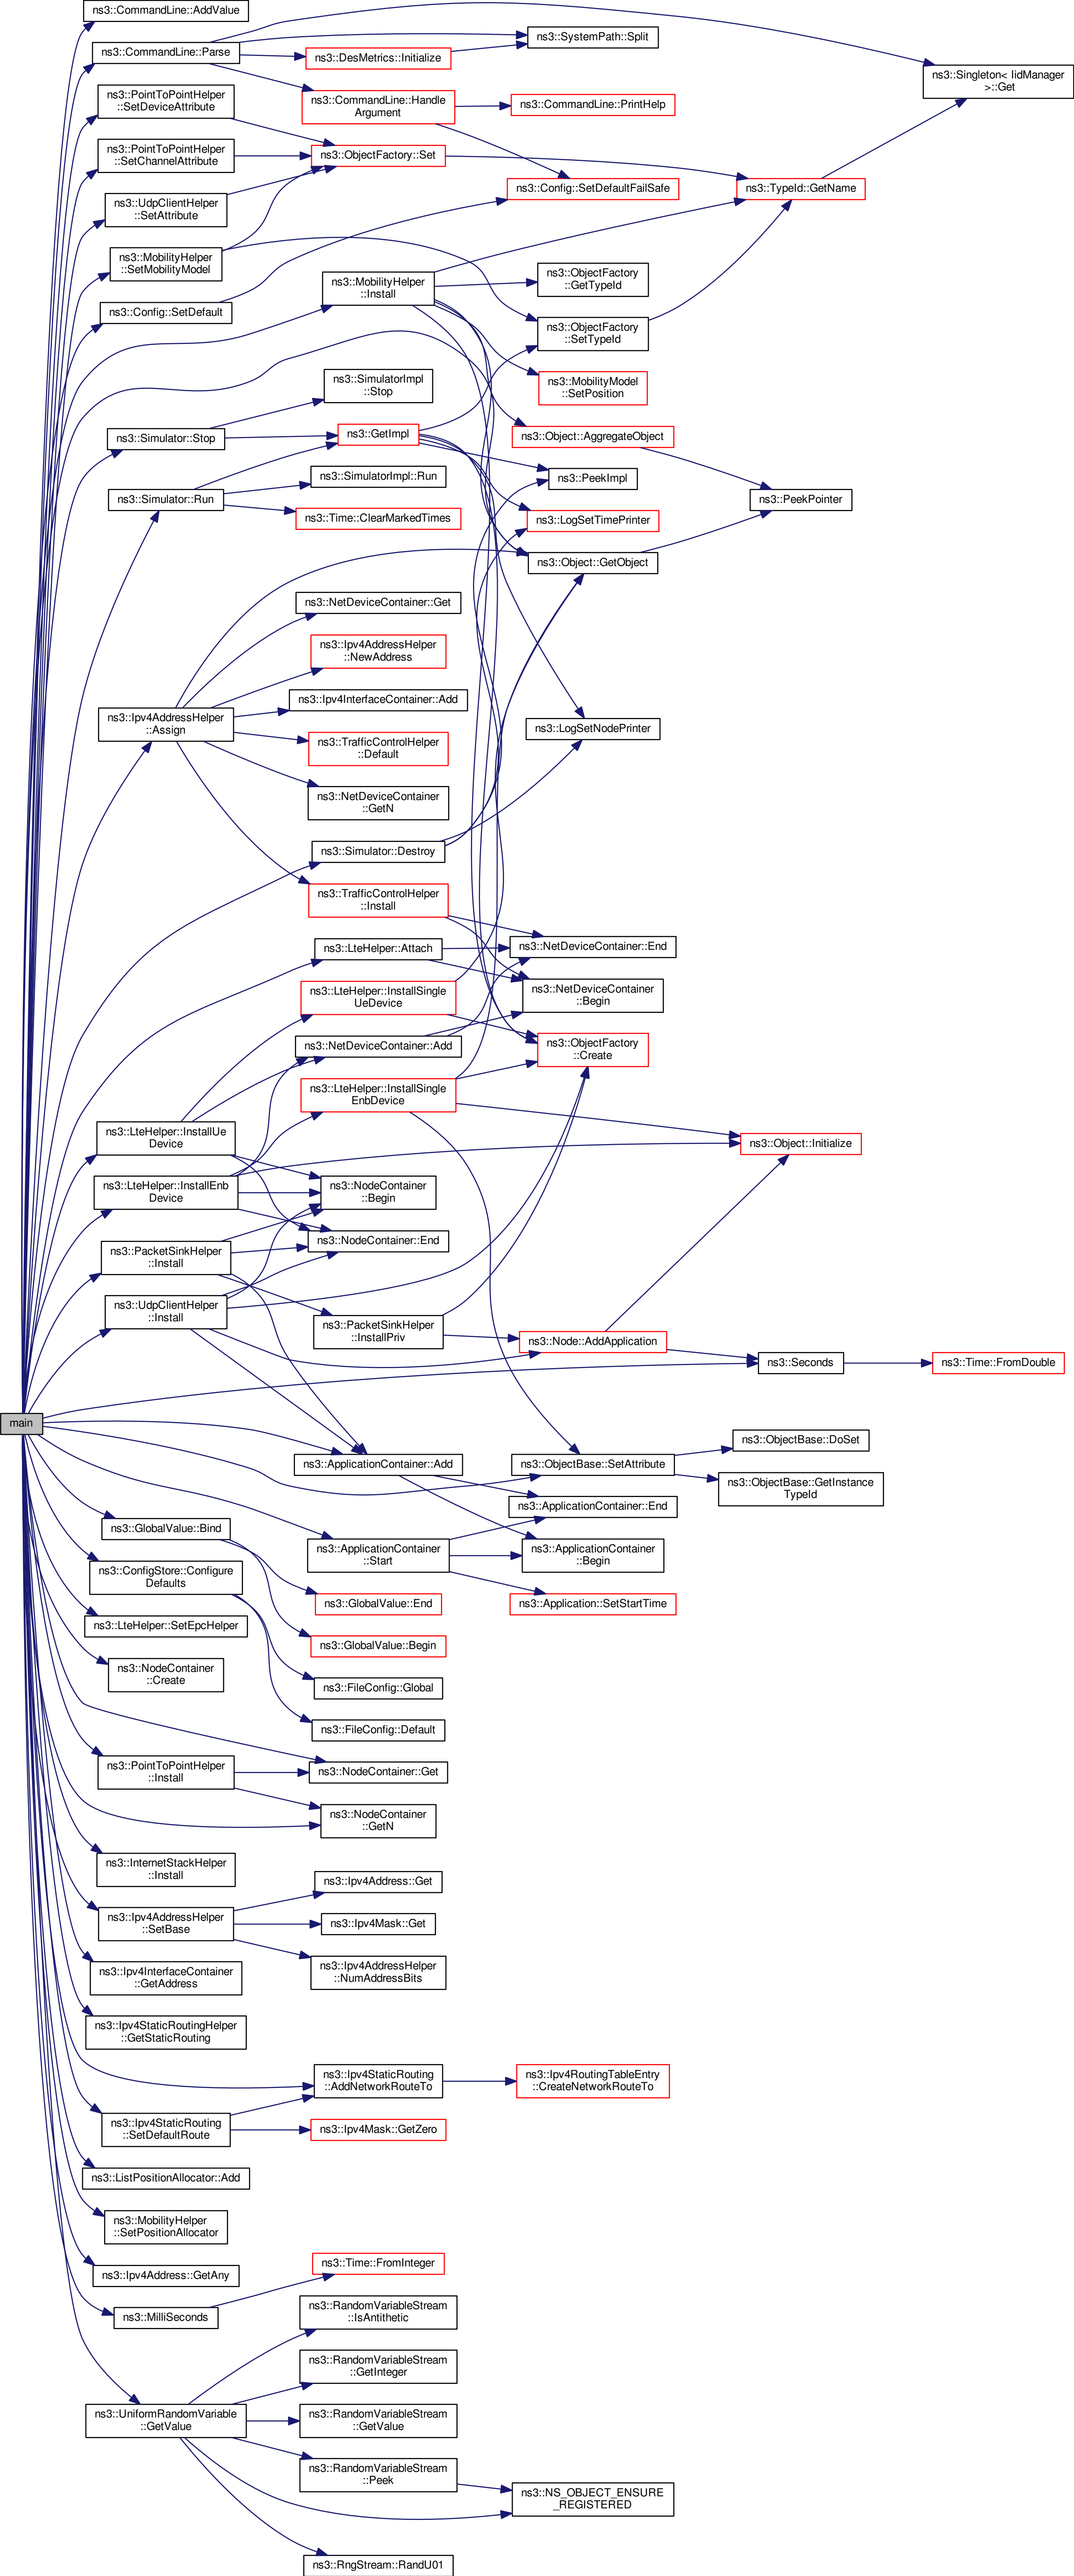 ns3::CommandLine::AddValue
ns3::CommandLine::Parse
ns3::SystemPath::Split
ns3::DesMetrics::Initialize
ns3::Singleton< IidManager
>::Get
ns3::PointToPointHelper
::SetDeviceAttribute
ns3::CommandLine::Handle
Argument
ns3::CommandLine::PrintHelp
ns3::PointToPointHelper
::SetChannelAttribute
ns3::ObjectFactory::Set
ns3::Config::SetDefaultFailSafe
ns3::TypeId::GetName
ns3::UdpClientHelper
::SetAttribute
ns3::MobilityHelper
::SetMobilityModel
ns3::MobilityHelper
::Install
ns3::ObjectFactory
::GetTypeId
ns3::Config::SetDefault
ns3::ObjectFactory
::SetTypeId
ns3::SimulatorImpl
::Stop
ns3::MobilityModel
::SetPosition
ns3::Simulator::Stop
ns3::GetImpl
ns3::Object::AggregateObject
ns3::SimulatorImpl::Run
ns3::PeekImpl
ns3::Simulator::Run
ns3::PeekPointer
ns3::Time::ClearMarkedTimes
ns3::LogSetTimePrinter
ns3::Object::GetObject
ns3::NetDeviceContainer::Get
ns3::Ipv4AddressHelper
::NewAddress
ns3::Ipv4InterfaceContainer::Add
ns3::Ipv4AddressHelper
::Assign
ns3::LogSetNodePrinter
ns3::TrafficControlHelper
::Default
ns3::NetDeviceContainer
::GetN
ns3::Simulator::Destroy
ns3::TrafficControlHelper
::Install
ns3::LteHelper::Attach
ns3::NetDeviceContainer::End
ns3::LteHelper::InstallSingle
UeDevice
ns3::NetDeviceContainer
::Begin
ns3::NetDeviceContainer::Add
ns3::ObjectFactory
::Create
ns3::LteHelper::InstallSingle
EnbDevice
ns3::LteHelper::InstallUe
Device
ns3::Object::Initialize
ns3::LteHelper::InstallEnb
Device
ns3::NodeContainer
::Begin
ns3::PacketSinkHelper
::Install
ns3::NodeContainer::End
ns3::UdpClientHelper
::Install
ns3::PacketSinkHelper
::InstallPriv
ns3::Node::AddApplication
ns3::Seconds
ns3::Time::FromDouble
main
ns3::ObjectBase::DoSet
ns3::ApplicationContainer::Add
ns3::ObjectBase::SetAttribute
ns3::ObjectBase::GetInstance
TypeId
ns3::ApplicationContainer::End
ns3::GlobalValue::Bind
ns3::ApplicationContainer
::Start
ns3::ApplicationContainer
::Begin
ns3::ConfigStore::Configure
Defaults
ns3::GlobalValue::End
ns3::Application::SetStartTime
ns3::LteHelper::SetEpcHelper
ns3::GlobalValue::Begin
ns3::NodeContainer
::Create
ns3::FileConfig::Global
ns3::FileConfig::Default
ns3::PointToPointHelper
::Install
ns3::NodeContainer::Get
ns3::NodeContainer
::GetN
ns3::InternetStackHelper
::Install
ns3::Ipv4Address::Get
ns3::Ipv4AddressHelper
::SetBase
ns3::Ipv4Mask::Get
ns3::Ipv4AddressHelper
::NumAddressBits
ns3::Ipv4InterfaceContainer
::GetAddress
ns3::Ipv4StaticRoutingHelper
::GetStaticRouting
ns3::Ipv4StaticRouting
::AddNetworkRouteTo
ns3::Ipv4RoutingTableEntry
::CreateNetworkRouteTo
ns3::Ipv4StaticRouting
::SetDefaultRoute
ns3::Ipv4Mask::GetZero
ns3::ListPositionAllocator::Add
ns3::MobilityHelper
::SetPositionAllocator
ns3::Ipv4Address::GetAny
ns3::Time::FromInteger
ns3::MilliSeconds
ns3::RandomVariableStream
::IsAntithetic
ns3::RandomVariableStream
::GetInteger
ns3::UniformRandomVariable
::GetValue
ns3::RandomVariableStream
::GetValue
ns3::RandomVariableStream
::Peek
ns3::NS_OBJECT_ENSURE
_REGISTERED
ns3::RngStream::RandU01